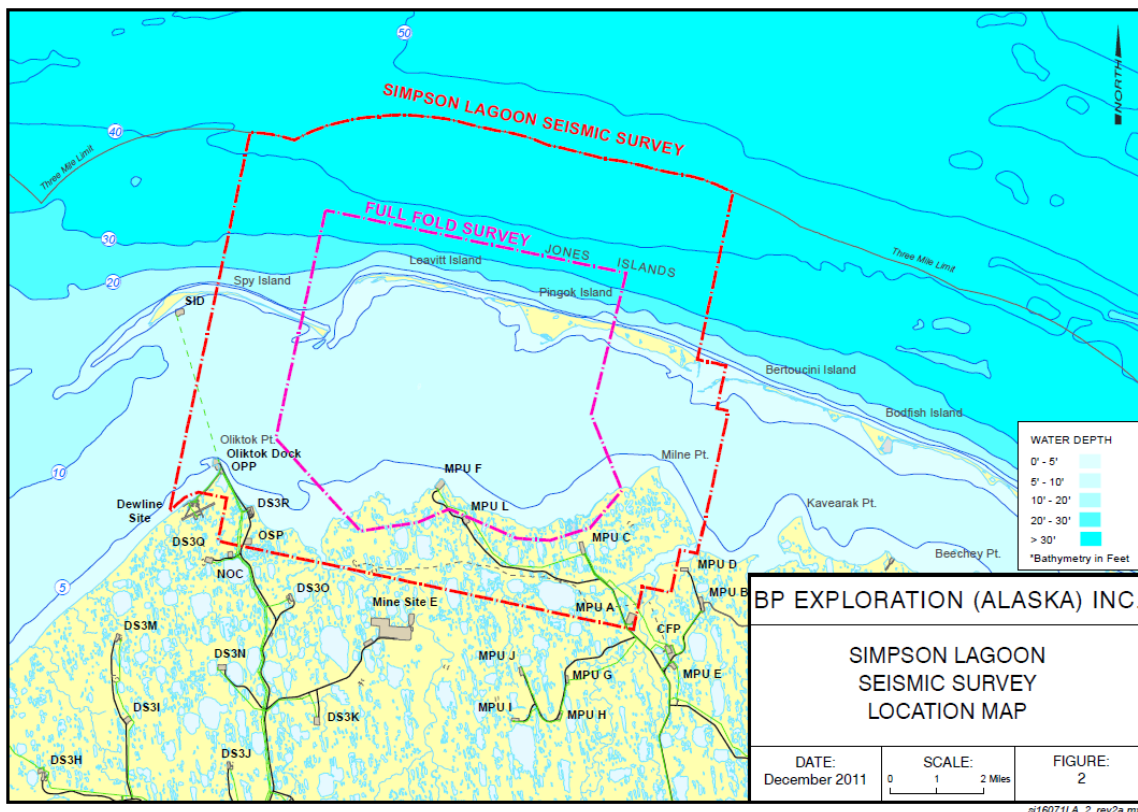 50
NORTH
SIMPSON LAGOON SEISMIC SURVEY
40
Three Mile Limit
FULL FOLD SURVEY
30
JONES ISLANDS
Three Mile Limit
Leavitt Island
20
Spy Island
Pingok Island
SID
Bertoucini Island
Bodfish Island
Oliktok Pt.
Oliktok Dock
OPP
Milne Pt.
10
MPU F
Dewline
Site
DS3R
MPU L
Kavearak Pt.
OSP
DS3Q
MPU C
Beechey Pt.
NOC
MPU D
5
DS3O
Mine Site E
MPU A
MPU B
DS3M
CFP
DS3N
MPU J
MPU G
MPU E
DS3I
DS3K
MPU I
MPU H
DS3J
DS3H
WATER DEPTH
0' - 5'
5' - 10'
10' - 20'
20' - 30'
> 30'
*Bathymetry in Feet
BP EXPLORATION (ALASKA) INC.
SIMPSON LAGOON
SEISMIC SURVEY
LOCATION MAP
DATE:
December 2011
SCALE:
0 1 2 Miles
FIGURE:
2